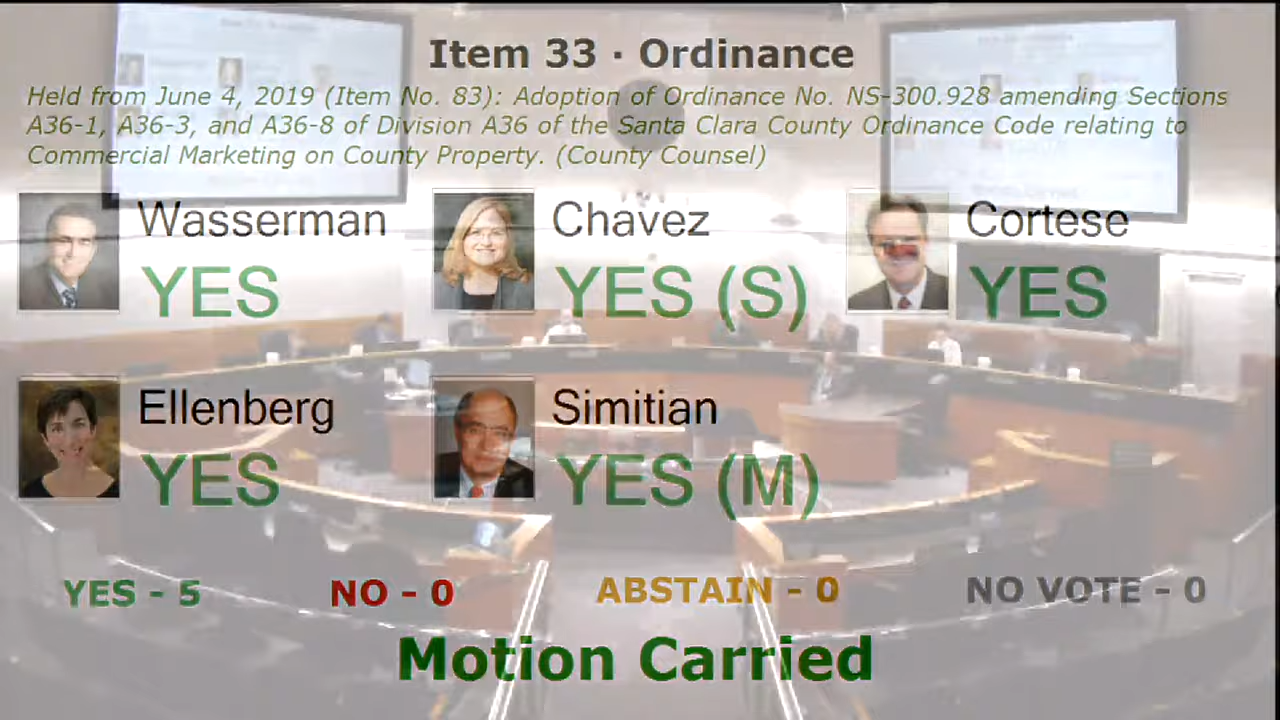 Item 33 · Ordinance
Held from June 4, 2019 (Item No. 83): Adoption of Ordinance No. NS-300.928 amending Sections
A36-1, A36-3, and A36-8 of Division A36 of the Santa Clara County Ordinance Code relating to
Commercial Marketing on County Property. (County Counsel)
Wasserman
YES
Chavez
YES (S)
Cortese
YES
Ellenberg
YES
Simitian
YES (M)
YES - 5
NO - 0
ABSTAIN - 0
NO VOTE - 0
Motion Carried